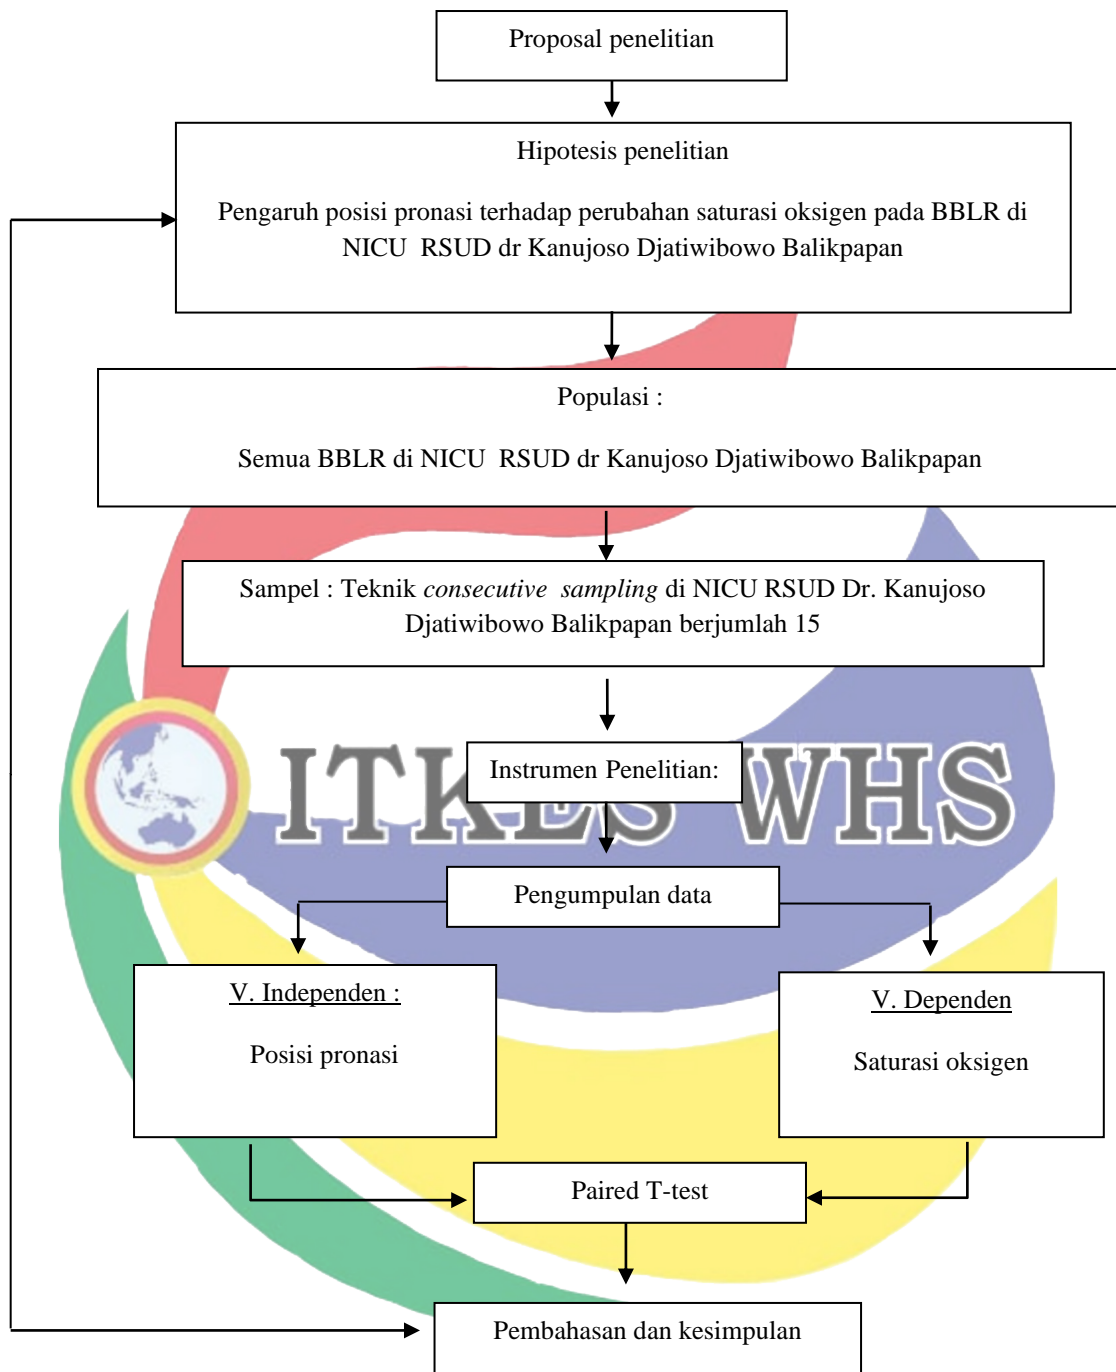 Proposal penelitian
Hipotesis penelitian
Pengaruh posisi pronasi terhadap perubahan saturasi oksigen pada BBLR di
NICU RSUD dr Kanujoso Djatiwibowo Balikpapan
Populasi :
Semua BBLR di NICU RSUD dr Kanujoso Djatiwibowo Balikpapan
Sampel : Teknik consecutive sampling di NICU RSUD Dr. Kanujoso
Djatiwibowo Balikpapan berjumlah 15
Instrumen Penelitian:
ITKES WHS
Pengumpulan data
V. Independen :
Posisi pronasi
V. Dependen
Saturasi oksigen
Paired T-test
Pembahasan dan kesimpulan